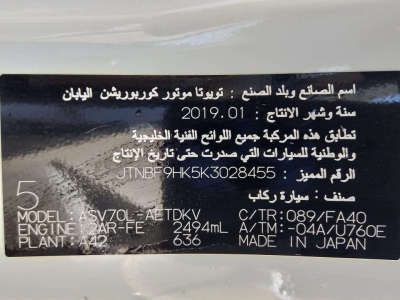 اسم الصانع وبلد الصنع : تويوتا موتور كوربوريشن اليابان
سنة وشهر الانتاج : 2019.01
تطابق هذه المركبة جميع اللوائح الفنية الخليجية
والوطنية للسيارات التي صدرت حتى تاريخ الإنتاج
الرقم المميز : JTNBF9HK5K3028455
صنف : سيارة ركاب
5
MODEL: ASV70L-AETDKV C/TR: 089/FA40
ENGINE: 2AR-FE 2494mL A/TM: -04A/U760E
PLANT: A42 636 MADE IN JAPAN